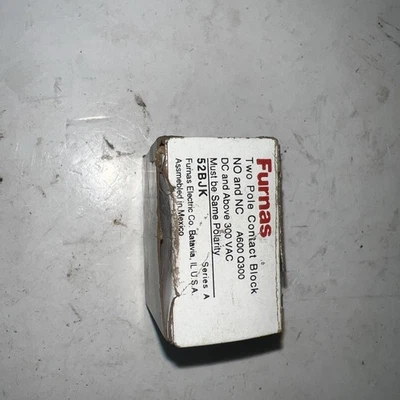 Furnas
Two Pole Contact Block
NO and NC A600 Q300
DC and Above 300 VAC
Must be Same Polarity
52BJK Series A
Furnas Electric Co. Batavia, IL U.S.A.
Assmebled in Mexico